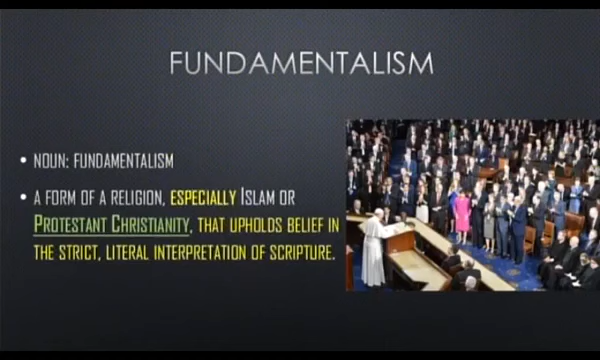 FUNDAMENTALISM
• NOUN: FUNDAMENTALISM
• A FORM OF A RELIGION, ESPECIALLY ISLAM OR
PROTESTANT CHRISTIANITY, THAT UPHOLDS BELIEF IN
THE STRICT, LITERAL INTERPRETATION OF SCRIPTURE.